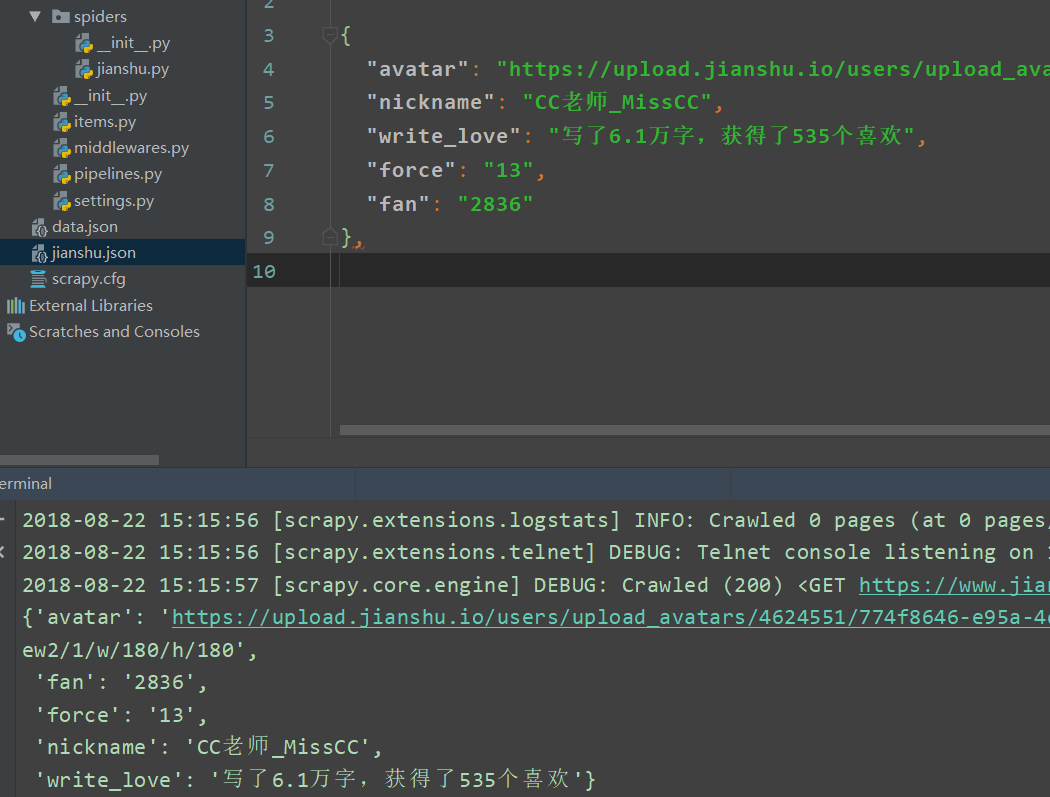 spiders
__init__.py
jianshu.py
__init__.py
items.py
middlewares.py
pipelines.py
settings.py
data.json
jianshu.json
scrapy.cfg
External Libraries
Scratches and Consoles
2
3 {
4 "avatar": "https://upload.jianshu.io/users/upload_ava
5 "nickname": "CC老师_MissCC",
6 "write_love": "写了6.1万字，获得了535个喜欢",
7 "force": "13",
8 "fan": "2836"
9 },
10
erminal
2018-08-22 15:15:56 [scrapy.extensions.logstats] INFO: Crawled 0 pages (at 0 pages/
2018-08-22 15:15:56 [scrapy.extensions.telnet] DEBUG: Telnet console listening on
2018-08-22 15:15:57 [scrapy.core.engine] DEBUG: Crawled (200) <GET https://www.jian
{'avatar': 'https://upload.jianshu.io/users/upload_avatars/4624551/774f8646-e95a-4
ew2/1/w/180/h/180',
'fan': '2836',
'force': '13',
'nickname': 'CC老师_MissCC',
'write_love': '写了6.1万字，获得了535个喜欢'}